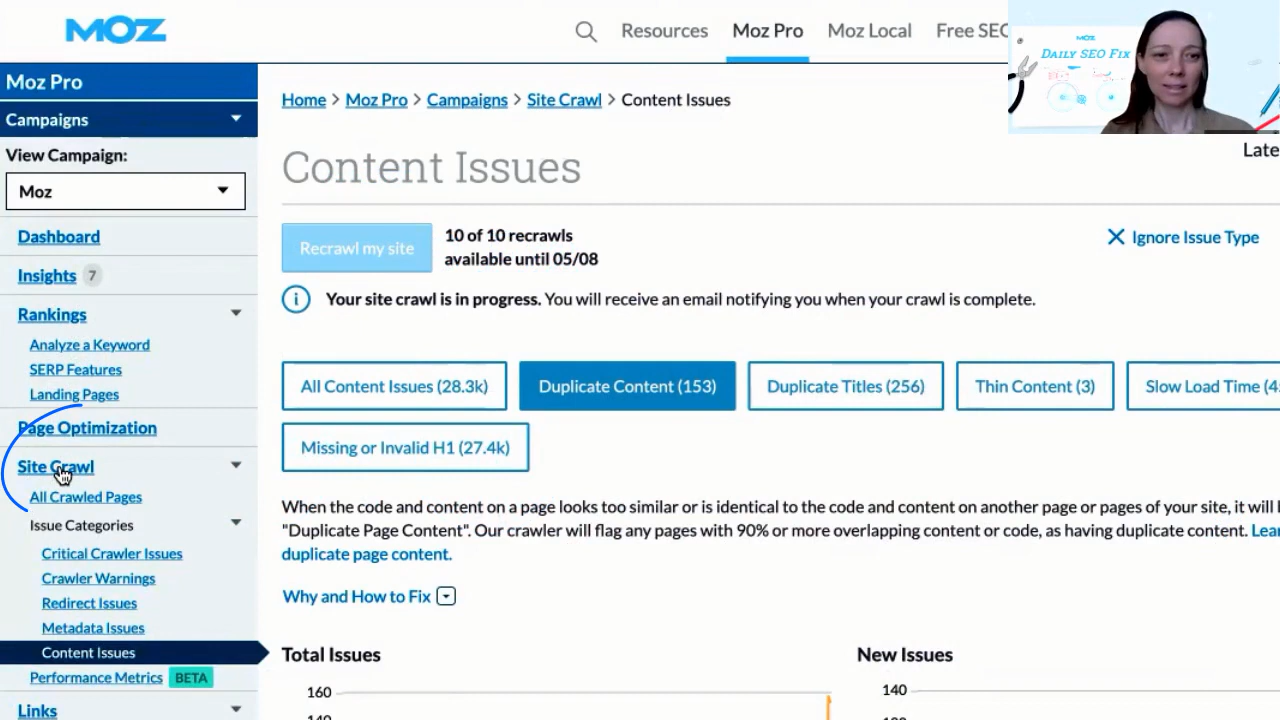 MOZ
Resources
Moz Pro
Moz Local
Free SEO
MOZ
DAILY SEO FIX
Moz Pro
Campaigns
View Campaign:
Moz
Dashboard
Insights 7
Rankings
Analyze a Keyword
SERP Features
Landing Pages
Page Optimization
Site Crawl
All Crawled Pages
Issue Categories
Critical Crawler Issues
Crawler Warnings
Redirect Issues
Metadata Issues
Content Issues
Performance Metrics BETA
Links
Home > Moz Pro > Campaigns > Site Crawl > Content Issues
Late
Content Issues
Recrawl my site
10 of 10 recrawls
available until 05/08
Ignore Issue Type
Your site crawl is in progress. You will receive an email notifying you when your crawl is complete.
All Content Issues (28.3k)
Duplicate Content (153)
Duplicate Titles (256)
Thin Content (3)
Slow Load Time
Missing or Invalid H1 (27.4k)
When the code and content on a page looks too similar or is identical to the code and content on another page or pages of your site, it will
"Duplicate Page Content". Our crawler will flag any pages with 90% or more overlapping content or code, as having duplicate content. Lear
duplicate page content.
Why and How to Fix
Total Issues
160
140
New Issues
140